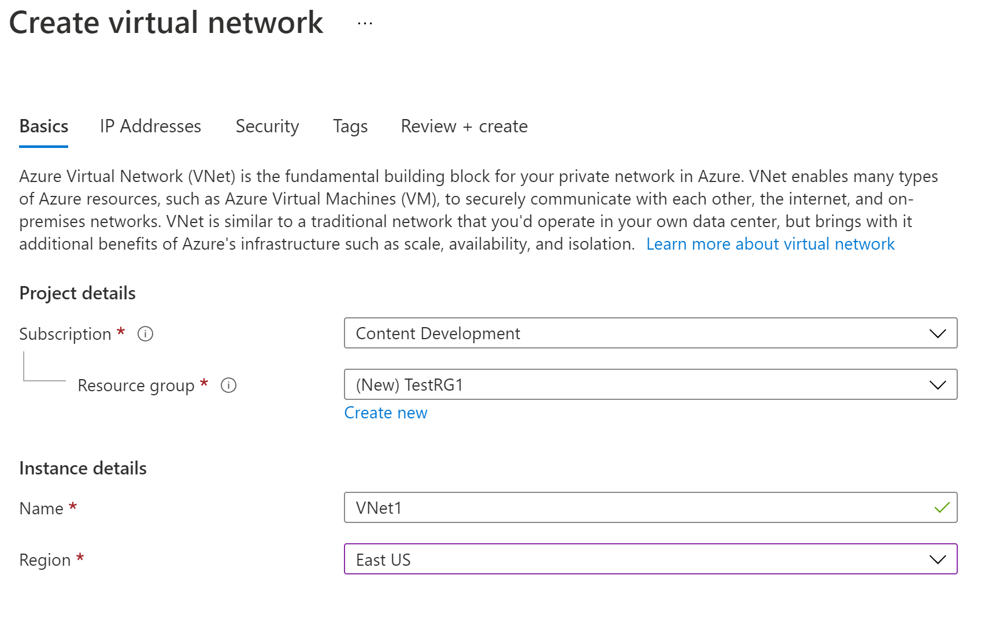 Create virtual network ...
Basics IP Addresses Security Tags Review + create
Azure Virtual Network (VNet) is the fundamental building block for your private network in Azure. VNet enables many types
of Azure resources, such as Azure Virtual Machines (VM), to securely communicate with each other, the internet, and on-
premises networks. VNet is similar to a traditional network that you'd operate in your own data center, but brings with it
additional benefits of Azure's infrastructure such as scale, availability, and isolation. Learn more about virtual network
Project details
Subscription * i Content Development
Resource group * i (New) TestRG1
Create new
Instance details
Name * VNet1
Region * East US